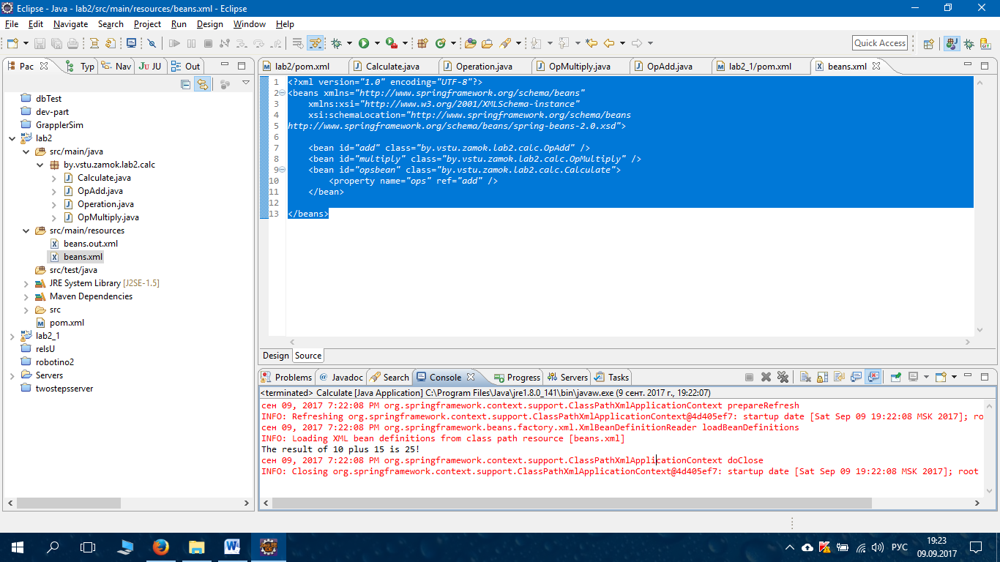 Eclipse - Java - lab2/src/main/resources/beans.xml - Eclipse
File Edit Navigate Search Project Run Design Window Help
Quick Access
Pac Typ Nav JU Out
lab2/pom.xml Calculate.java Operation.java OpMultiply.java OpAdd.java lab2_1/pom.xml beans.xml
dbTest
dev-part
GrapplerSim
lab2
src/main/java
by.vstu.zamok.lab2.calc
Calculate.java
OpAdd.java
Operation.java
OpMultiply.java
src/main/resources
beans.out.xml
beans.xml
src/test/java
JRE System Library [J2SE-1.5]
Maven Dependencies
src
pom.xml
lab2_1
relsU
robotino2
Servers
twostepsserver
1 <?xml version="1.0" encoding="UTF-8"?>
2 <beans xmlns="http://www.springframework.org/schema/beans"
3 xmlns:xsi="http://www.w3.org/2001/XMLSchema-instance"
4 xsi:schemaLocation="http://www.springframework.org/schema/beans
5 http://www.springframework.org/schema/beans/spring-beans-2.0.xsd">
6
7 <bean id="add" class="by.vstu.zamok.lab2.calc.OpAdd" />
8 <bean id="multiply" class="by.vstu.zamok.lab2.calc.OpMultiply" />
9 <bean id="opsbean" class="by.vstu.zamok.lab2.calc.Calculate">
10 <property name="ops" ref="add" />
11 </bean>
12
13 </beans>
Design Source
Problems Javadoc Search Console Progress Servers Tasks
<terminated> Calculate [Java Application] C:\Program Files\Java\jre1.8.0_141\bin\javaw.exe (9 сент. 2017 г., 19:22:07)
сен 09, 2017 7:22:08 PM org.springframework.context.support.ClassPathXmlApplicationContext prepareRefresh
INFO: Refreshing org.springframework.context.support.ClassPathXmlApplicationContext@4d405ef7: startup date [Sat Sep 09 19:22:08 MSK 2017]; ro
сен 09, 2017 7:22:08 PM org.springframework.beans.factory.xml.XmlBeanDefinitionReader loadBeanDefinitions
INFO: Loading XML bean definitions from class path resource [beans.xml]
The result of 10 plus 15 is 25!
сен 09, 2017 7:22:08 PM org.springframework.context.support.ClassPathXmlApplicationContext doClose
INFO: Closing org.springframework.context.support.ClassPathXmlApplicationContext@4d405ef7: startup date [Sat Sep 09 19:22:08 MSK 2017]; root
РУС
19:23
09.09.2017